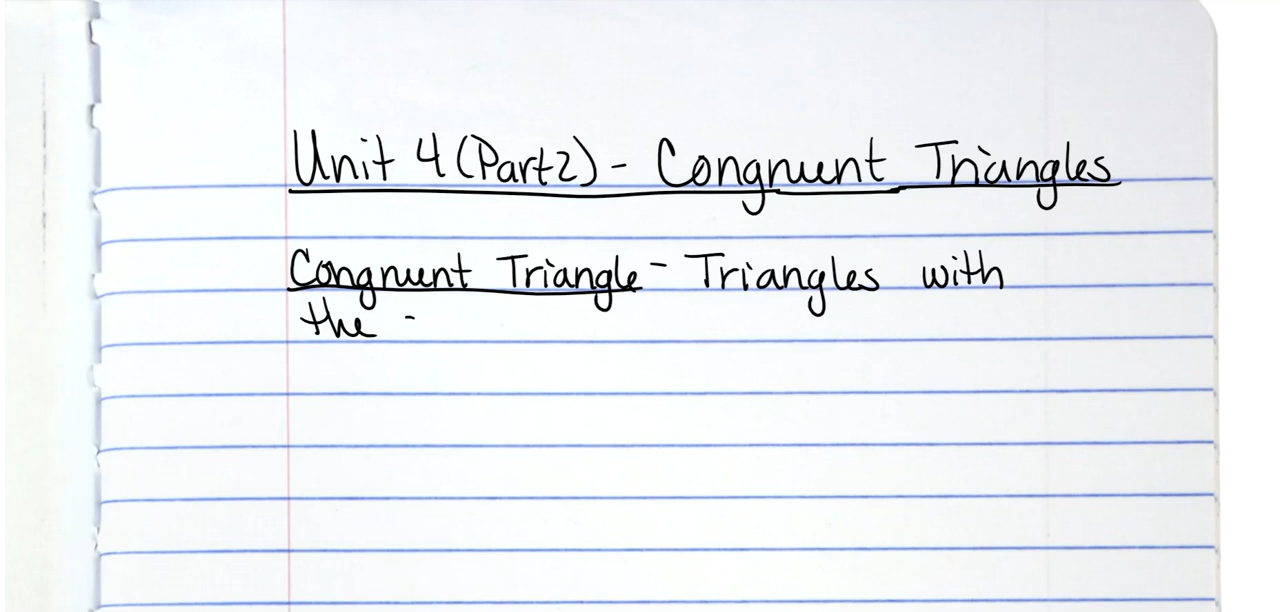 Unit 4 (Part 2) - Congruent Triangles
Congruent Triangle - Triangles with
the -